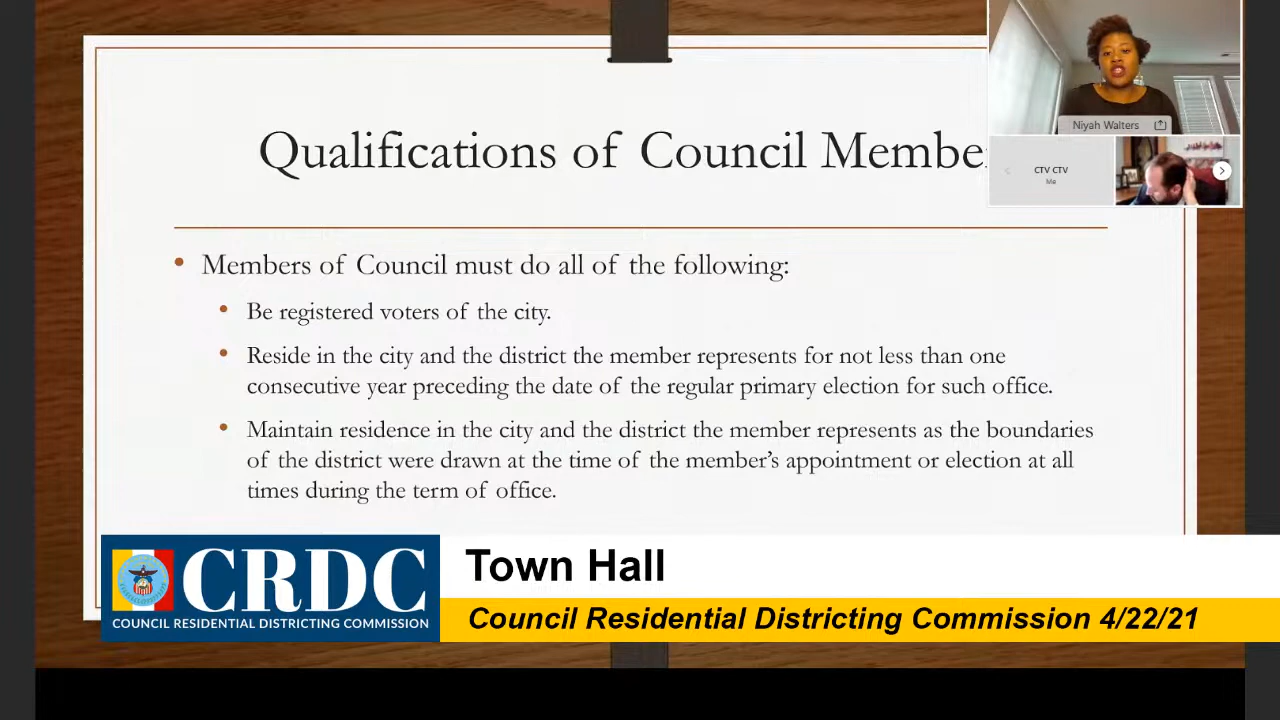 Qualifications of Council Membe
Niyah Walters
CTV CTV
Me
• Members of Council must do all of the following:
• Be registered voters of the city.
• Reside in the city and the district the member represents for not less than one
consecutive year preceding the date of the regular primary election for such office.
• Maintain residence in the city and the district the member represents as the boundaries
of the district were drawn at the time of the member's appointment or election at all
times during the term of office.
CRDC
COUNCIL RESIDENTIAL DISTRICTING COMMISSION
Town Hall
Council Residential Districting Commission 4/22/21